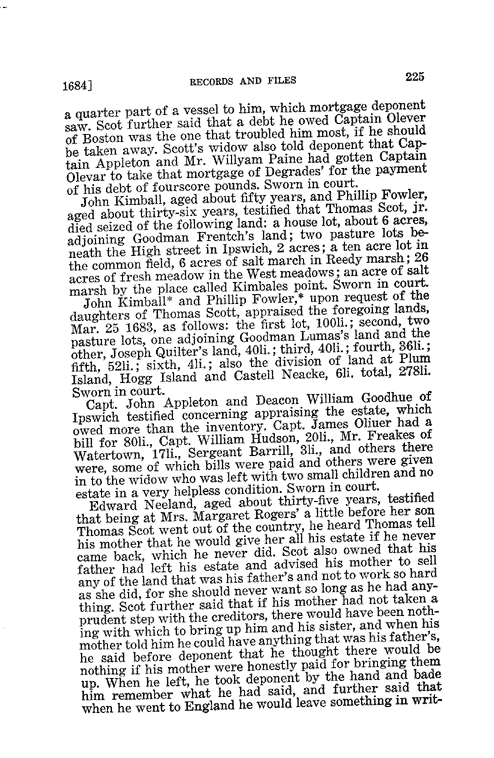 1684]
RECORDS AND FILES
225
a quarter part of a vessel to him, which mortgage deponent
saw. Scot further said that a debt he owed Captain Olever
of Boston was the one that troubled him most, if he should
be taken away. Scott's widow also told deponent that Cap-
tain Appleton and Mr. Willyam Paine had gotten Captain
Olevar to take that mortgage of Degrades' for the payment
of his debt of fourscore pounds. Sworn in court.
John Kimball, aged about fifty years, and Phillip Fowler,
aged about thirty-six years, testified that Thomas Scot, jr.
died seized of the following land: a house lot, about 6 acres,
adjoining Goodman Frentch's land; two pasture lots be-
neath the High street in Ipswich, 2 acres; a ten acre lot in
the common field, 6 acres of salt march in Reedy marsh; 26
acres of fresh meadow in the West meadows; an acre of salt
marsh by the place called Kimbales point. Sworn in court.
John Kimball* and Phillip Fowler,* upon request of the
daughters of Thomas Scott, appraised the foregoing lands,
Mar. 25 1683, as follows: the first lot, 100li.; second, two
pasture lots, one adjoining Goodman Lumas's land and the
other, Joseph Quilter's land, 40li.; third, 40li.; fourth, 36li.;
fifth, 52li.; sixth, 4li.; also the division of land at Plum
Island, Hogg Island and Castell Neacke, 6li. total, 278li.
Sworn in court.
Capt. John Appleton and Deacon William Goodhue of
Ipswich testified concerning appraising the estate, which
owed more than the inventory. Capt. James Oliuer had a
bill for 80li., Capt. William Hudson, 20li., Mr. Freakes of
Watertown, 17li., Sergeant Barrill, 3li., and others there
were, some of which bills were paid and others were given
in to the widow who was left with two small children and no
estate in a very helpless condition. Sworn in court.
Edward Neeland, aged about thirty-five years, testified
that being at Mrs. Margaret Rogers' a little before her son
Thomas Scot went out of the country, he heard Thomas tell
his mother that he would give her all his estate if he never
came back, which he never did. Scot also owned that his
father had left his estate and advised his mother to sell
any of the land that was his father's and not to work so hard
as she did, for she should never want so long as he had any-
thing. Scot further said that if his mother had not taken a
prudent step with the creditors, there would have been noth-
ing with which to bring up him and his sister, and when his
mother told him he could have anything that was his father's,
he said before deponent that he thought there would be
nothing if his mother were honestly paid for bringing them
up. When he left, he took deponent by the hand and bade
him remember what he had said, and further said that
when he went to England he would leave something in writ-